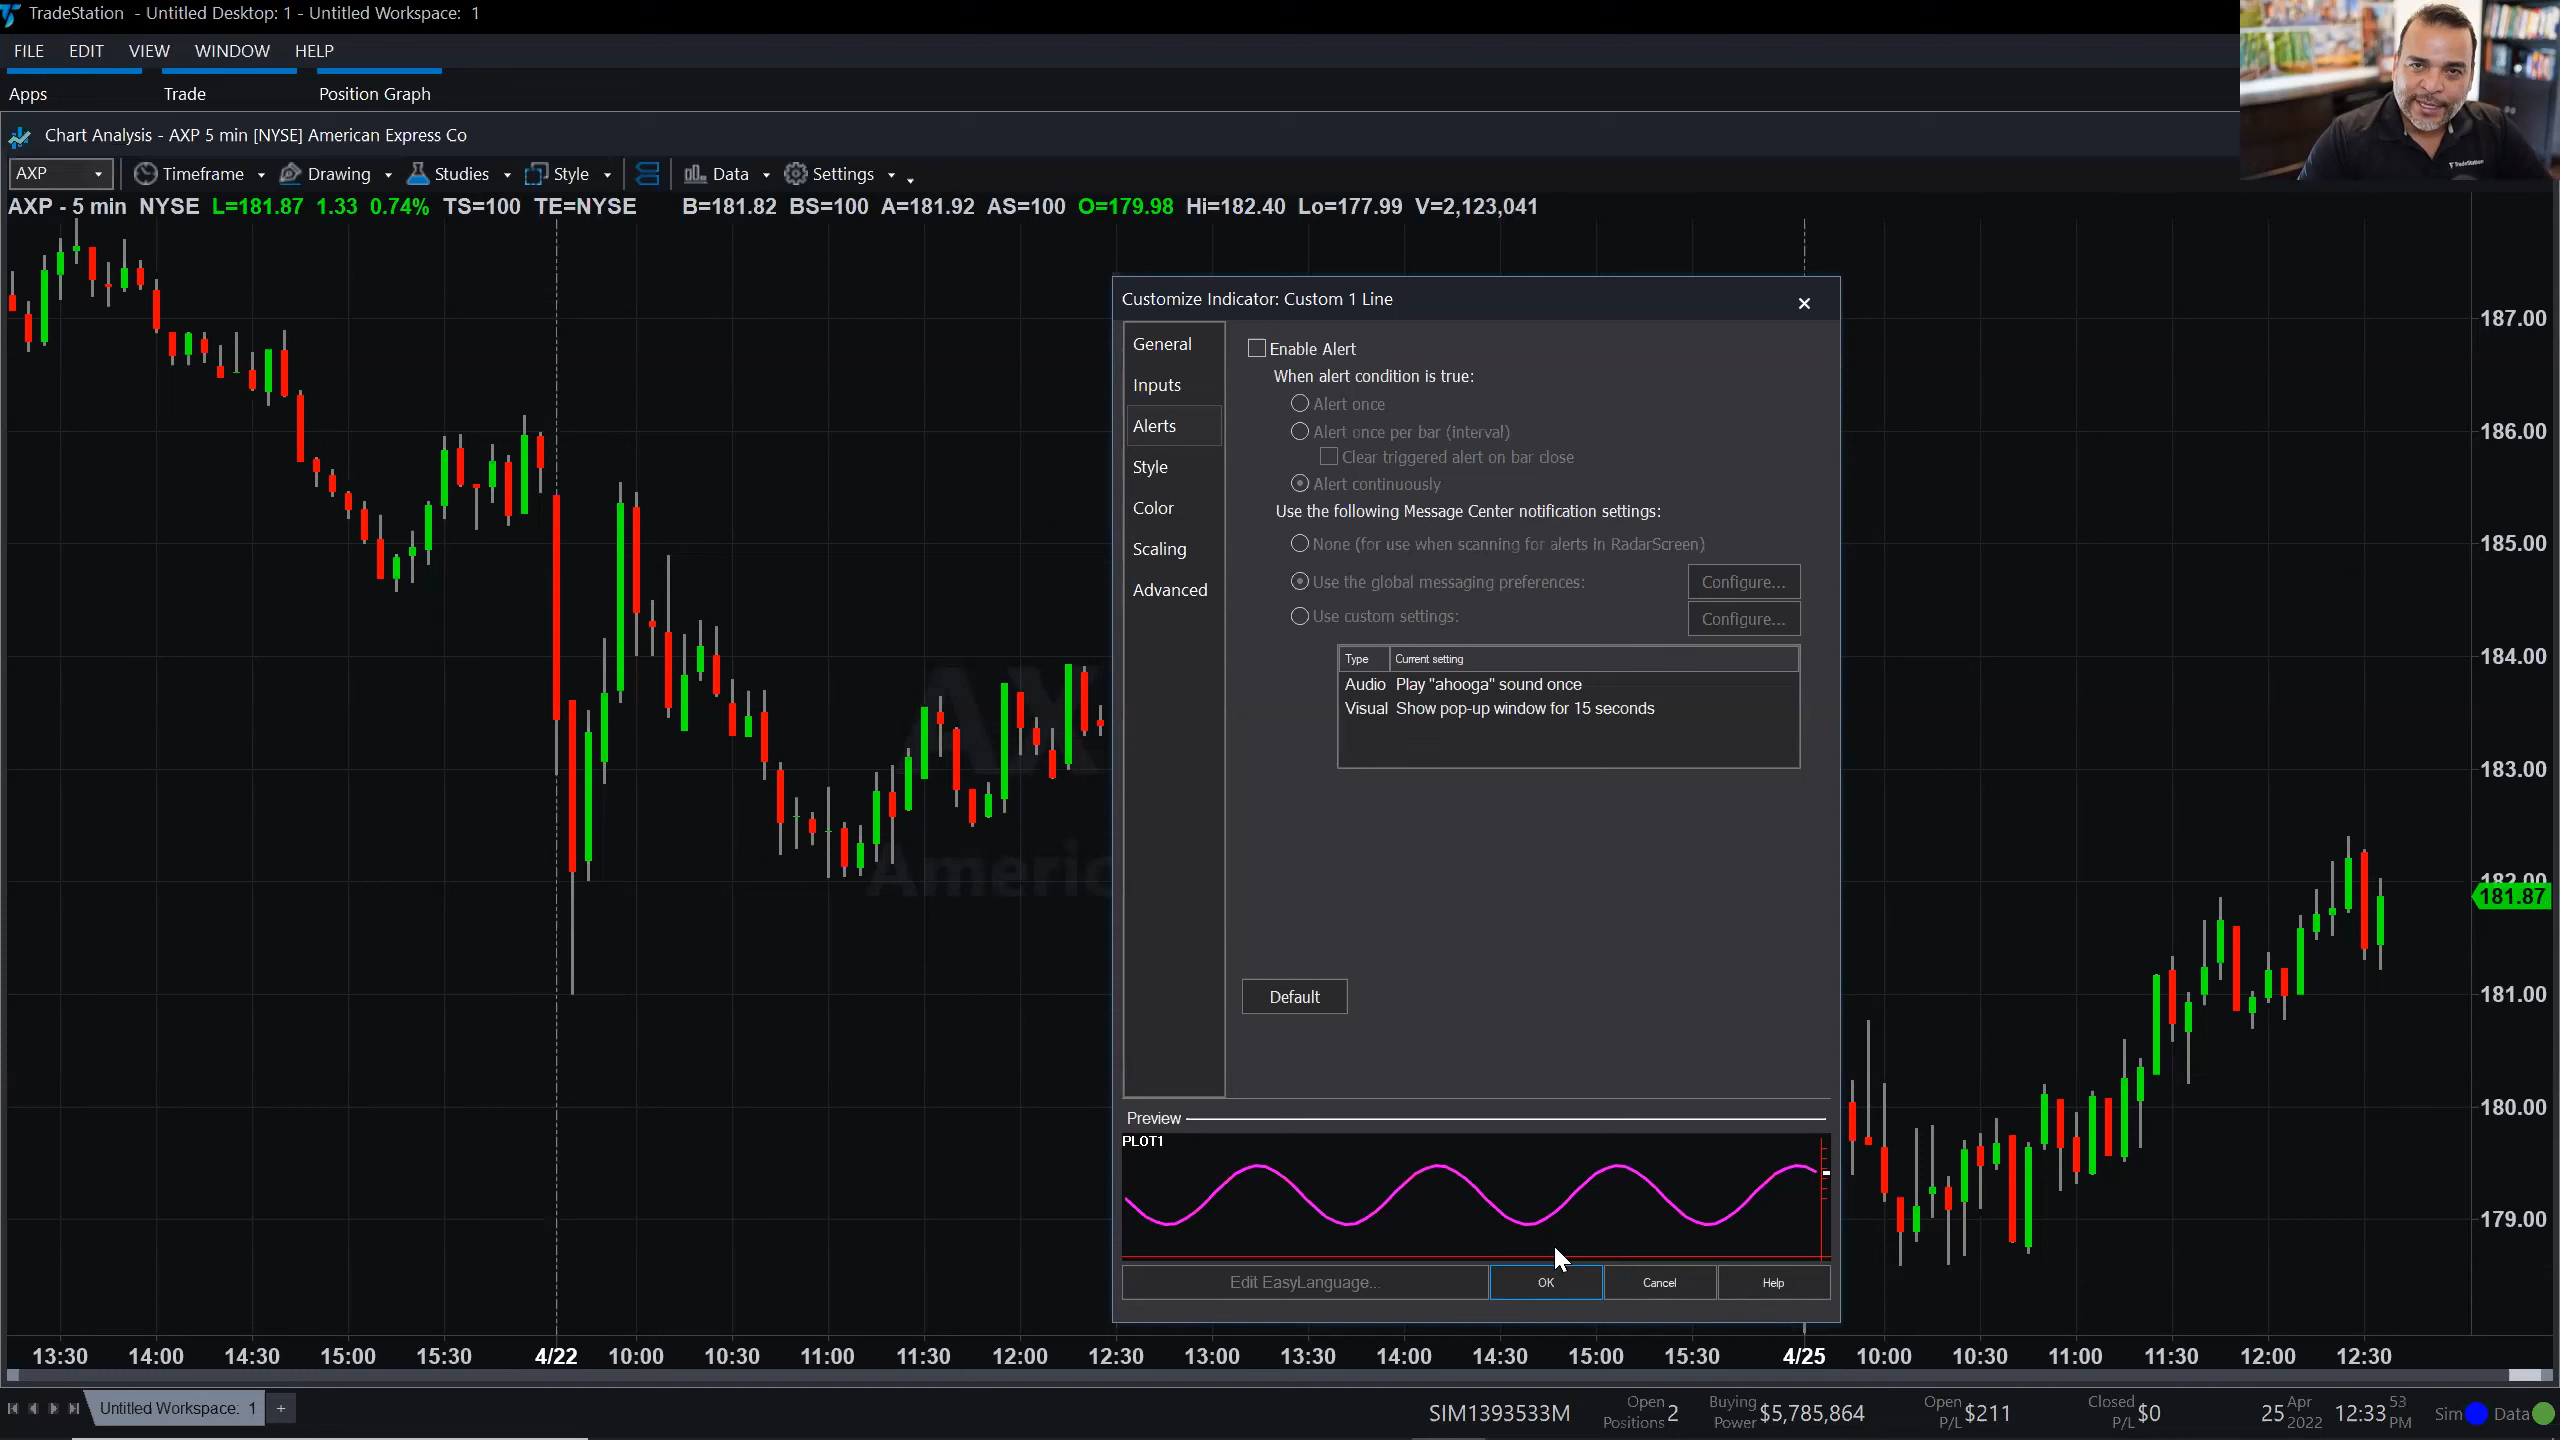 TradeStation - Untitled Desktop: 1 - Untitled Workspace: 1
FILE EDIT VIEW WINDOW HELP
Apps Trade Position Graph
Chart Analysis - AXP 5 min [NYSE] American Express Co
AXP Timeframe Drawing Studies Style Data Settings
AXP - 5 min NYSE L=181.87 1.33 0.74% TS=100 TE=NYSE B=181.82 BS=100 A=181.92 AS=100 O=179.98 Hi=182.40 Lo=177.99 V=2,123,041
TradeStation
Customize Indicator: Custom 1 Line
General
Inputs
Alerts
Style
Color
Scaling
Advanced
Enable Alert
When alert condition is true:
Alert once
Alert once per bar (interval)
Clear triggered alert on bar close
Alert continuously
Use the following Message Center notification settings:
None (for use when scanning for alerts in RadarScreen)
Use the global messaging preferences: Configure...
Use custom settings: Configure...
Type Current setting
Audio Play "ahooga" sound once
Visual Show pop-up window for 15 seconds
Default
Preview
PLOT1
Edit EasyLanguage... OK Cancel Help
187.00
186.00
185.00
184.00
183.00
182.00
181.87
181.00
180.00
179.00
AX
Americ
13:30 14:00 14:30 15:00 15:30 4/22 10:00 10:30 11:00 11:30 12:00 12:30 13:00 13:30 14:00 14:30 15:00 15:30 4/25 10:00 10:30 11:00 11:30 12:00 12:30
Untitled Workspace: 1 +
SIM1393533M Open Positions 2 Buying Power $5,785,864 Open P/L $211 Closed P/L $0 25 Apr 2022 12:33 53 PM Sim Data